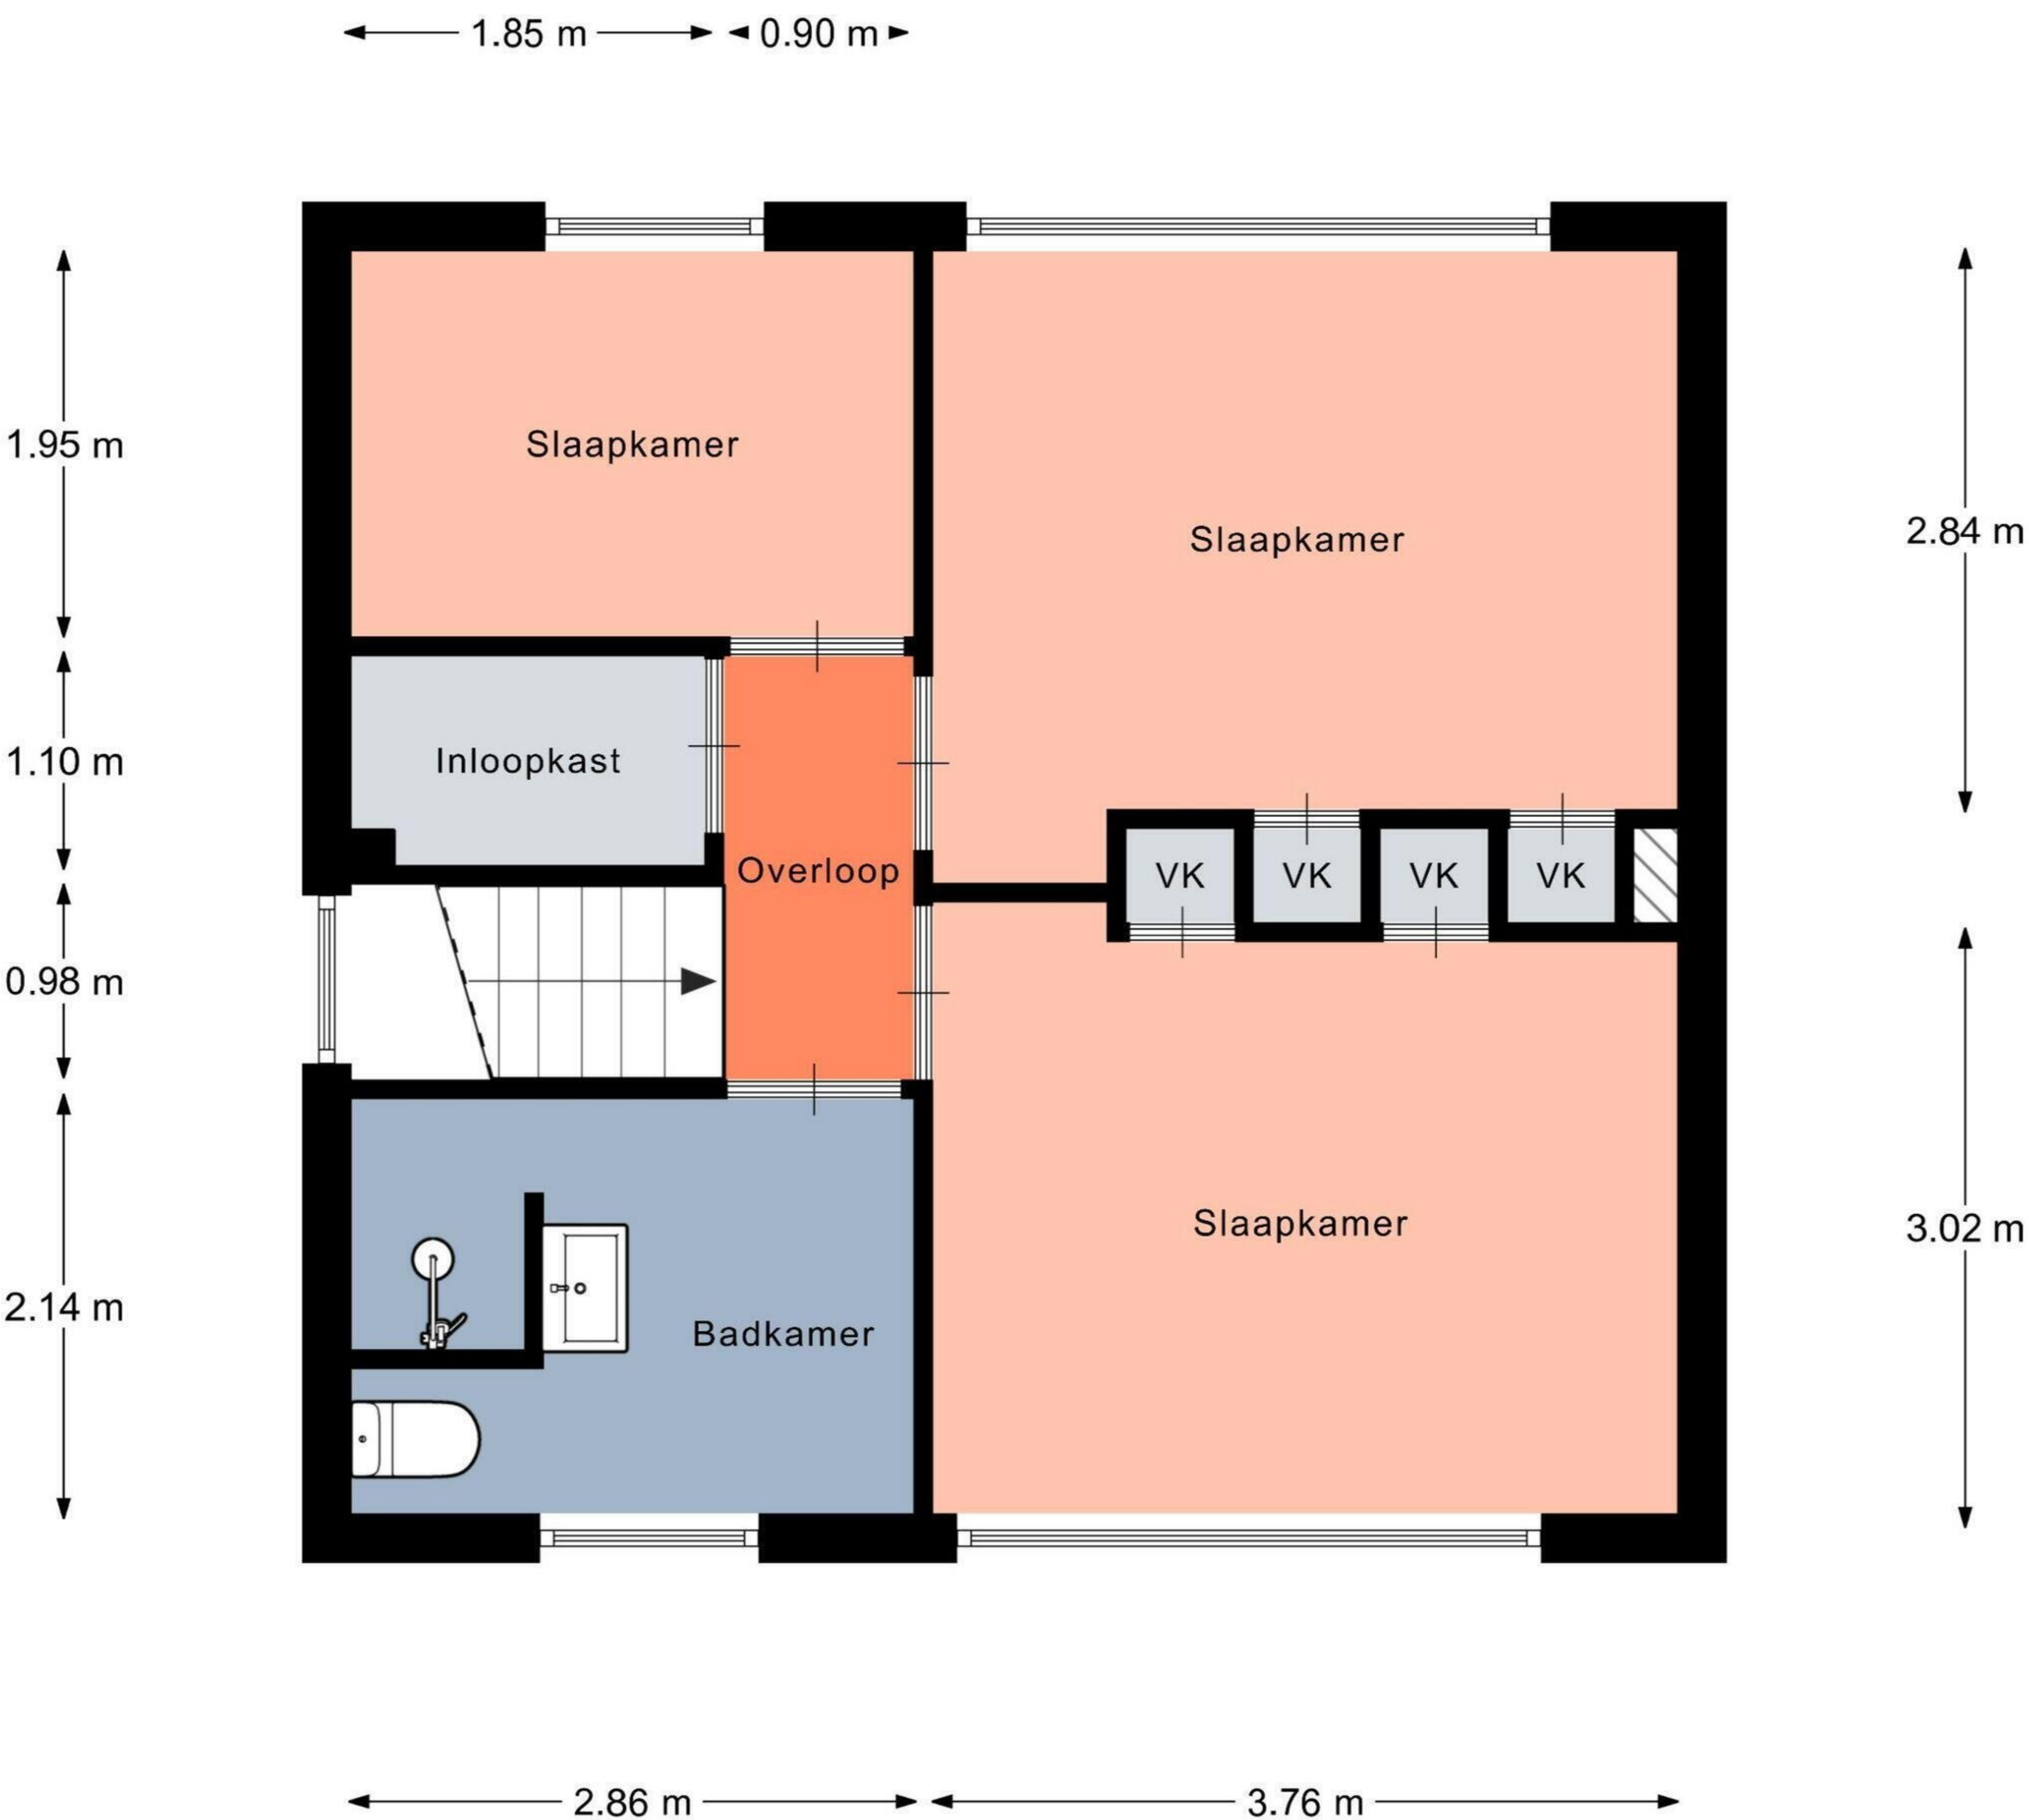 1.85 m 0.90 m
1.95 m
Slaapkamer
2.84 m
Slaapkamer
1.10 m
Inloopkast
Overloop
VK VK VK VK
0.98 m
3.02 m
Slaapkamer
2.14 m
Badkamer
2.86 m 3.76 m